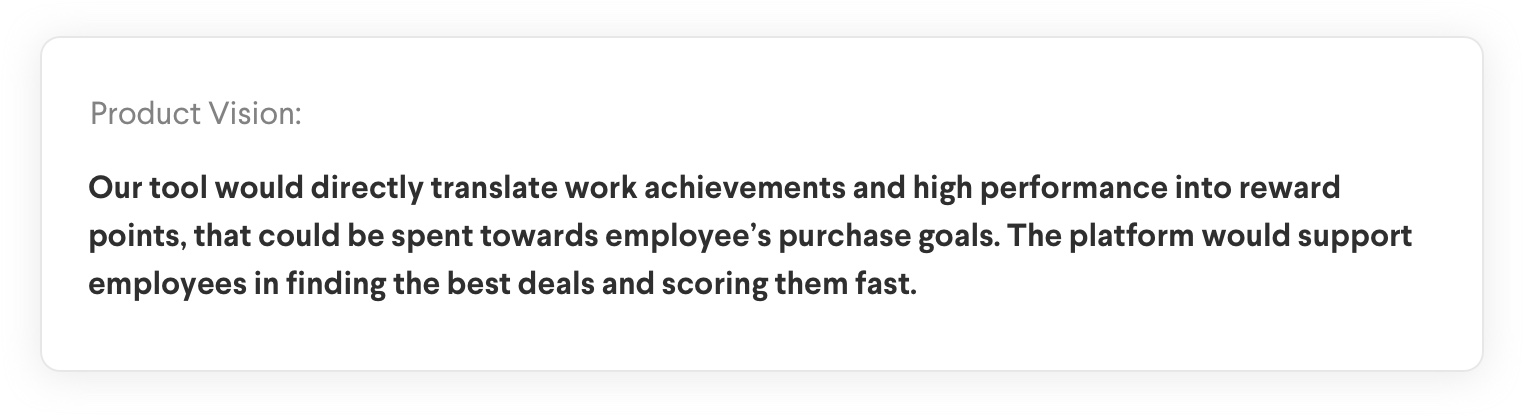 Product Vision:
Our tool would directly translate work achievements and high performance into reward
points, that could be spent towards employee’s purchase goals. The platform would support
employees in finding the best deals and scoring them fast.